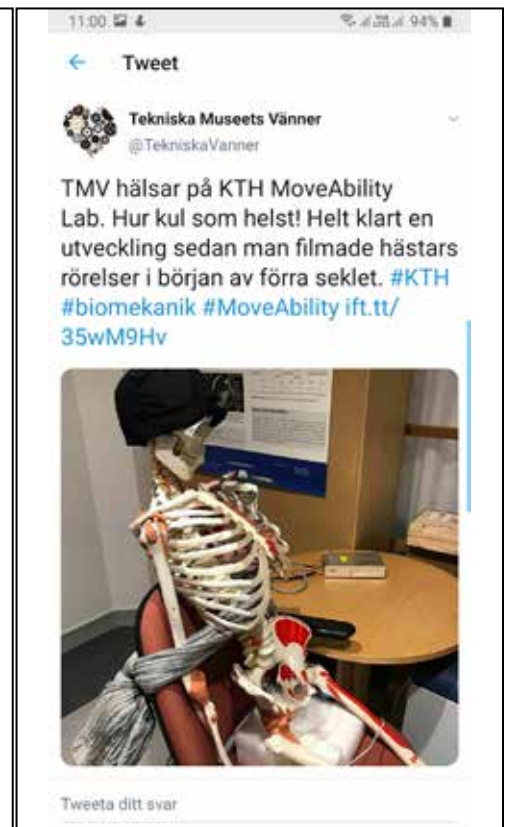 11:00 94%
Tweet
Tekniska Museets Vänner
@TekniskaVanner
TMV hälsar på KTH MoveAbility
Lab. Hur kul som helst! Helt klart en
utveckling sedan man filmade hästars
rörelser i början av förra seklet. #KTH
#biomekanik #MoveAbility ift.tt/
35wM9Hv
Tweeta ditt svar